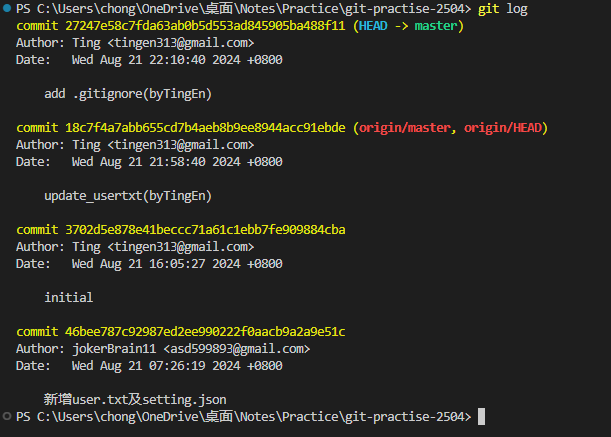 PS C:\Users\chong\OneDrive\桌面\Notes\Practice\git-practise-2504> git log
commit 27247e58c7fda63ab0b5d553ad845905ba488f11 (HEAD -> master)
Author: Ting <tingen313@gmail.com>
Date:   Wed Aug 21 22:10:40 2024 +0800
add .gitignore(byTingEn)
commit 18c7f4a7abb655cd7b4aeb8b9ee8944acc91ebde (origin/master, origin/HEAD)
Author: Ting <tingen313@gmail.com>
Date:   Wed Aug 21 21:58:40 2024 +0800
update_usertxt(byTingEn)
commit 3702d5e878e41beccc71a61c1ebb7fe909884cba
Author: Ting <tingen313@gmail.com>
Date:   Wed Aug 21 16:05:27 2024 +0800
initial
commit 46bee787c92987ed2ee990222f0aacb9a2a9e51c
Author: jokerBrain11 <asd599893@gmail.com>
Date:   Wed Aug 21 07:26:19 2024 +0800
新增user.txt及setting.json
PS C:\Users\chong\OneDrive\桌面\Notes\Practice\git-practise-2504>